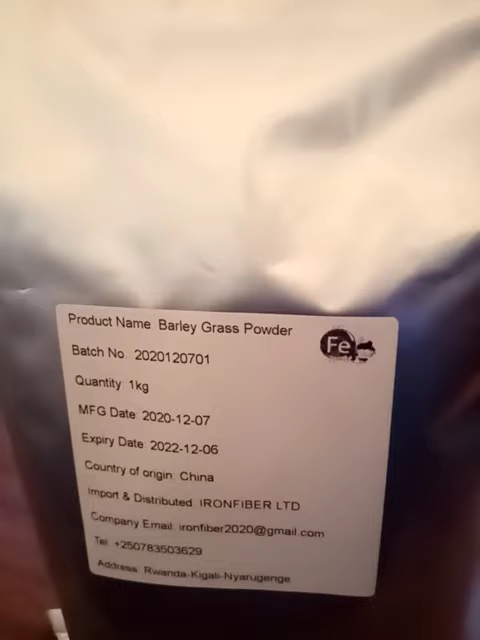 Product Name Barley Grass Powder
Fe
Batch No. 2020120701
Quantity 1kg
MFG Date 2020-12-07
Expiry Date 2022-12-06
Country of origin China
Import & Distributed IRONFIBER LTD
Company Email: ironfiber2020@gmail.com
Tel +250783503629
Address Rwanda-Kigali-Nyarugenge